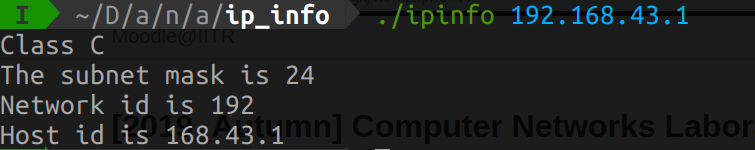 I ~/D/a/n/a/ip_info ./ipinfo 192.168.43.1
Moodle@IITR
Class C
The subnet mask is 24
Network id is 192
[2019 Autumn] Computer Networks Labor
Host id is 168.43.1